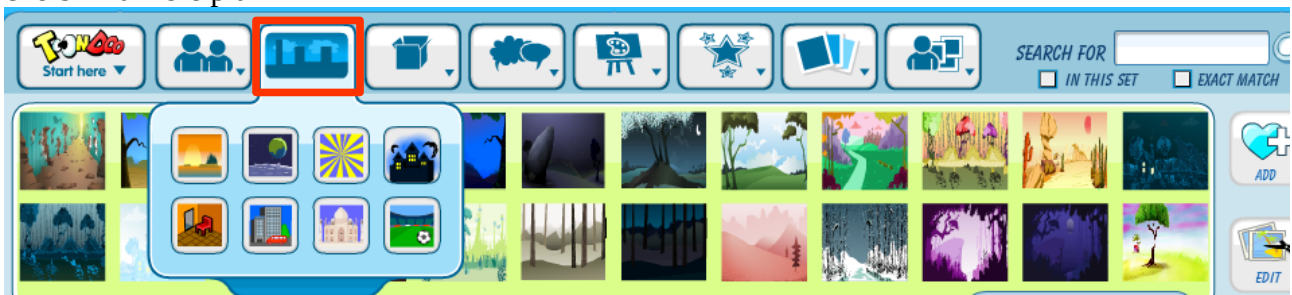 TOONDOO
Start here ▼
SEARCH FOR
IN THIS SET
EXACT MATCH
ADD
EDIT